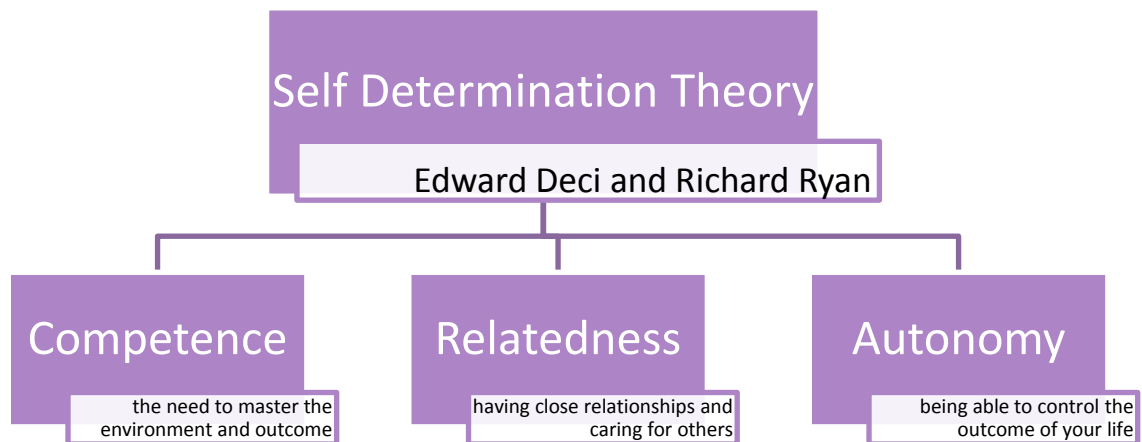 Self Determination Theory
Edward Deci and Richard Ryan
Competence
the need to master the
environment and outcome
Relatedness
having close relationships and
caring for others
Autonomy
being able to control the
outcome of your life